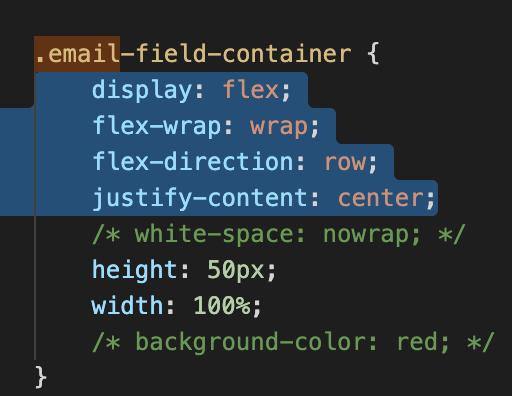 .email-field-container {
display: flex;
flex-wrap: wrap;
flex-direction: row;
justify-content: center;
/* white-space: nowrap; */
height: 50px;
width: 100%;
/* background-color: red; */
}